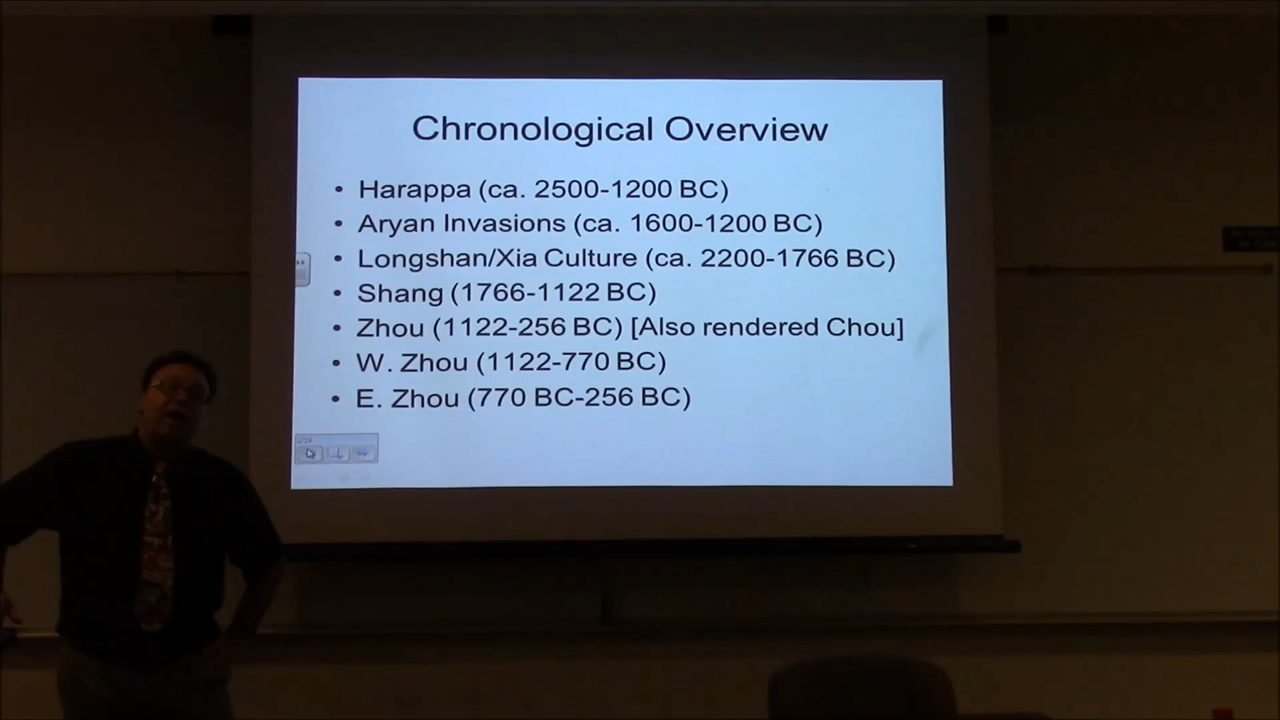 Chronological Overview
• Harappa (ca. 2500-1200 BC)
• Aryan Invasions (ca. 1600-1200 BC)
• Longshan/Xia Culture (ca. 2200-1766 BC)
• Shang (1766-1122 BC)
• Zhou (1122-256 BC) [Also rendered Chou]
• W. Zhou (1122-770 BC)
• E. Zhou (770 BC-256 BC)